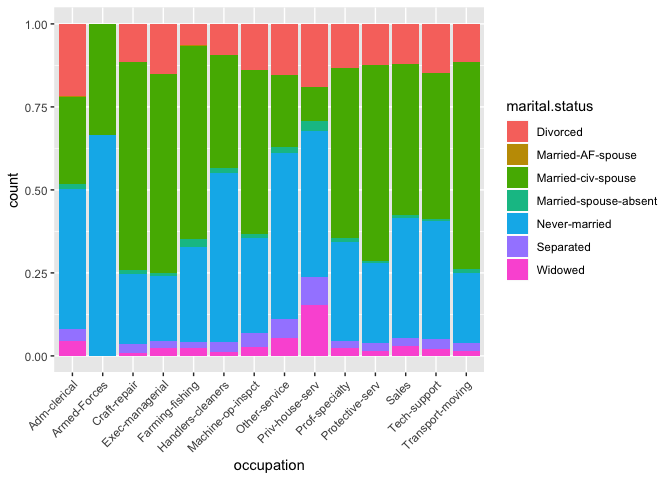 1.00
0.75
0.50
0.25
0.00
count
Adm-clerical
Armed-Forces
Craft-repair
Exec-managerial
Farming-fishing
Handlers-cleaners
Machine-op-inspct
Other-service
Priv-house-serv
Prof-specialty
Protective-serv
Sales
Tech-support
Transport-moving
occupation
marital.status
Divorced
Married-AF-spouse
Married-civ-spouse
Married-spouse-absent
Never-married
Separated
Widowed